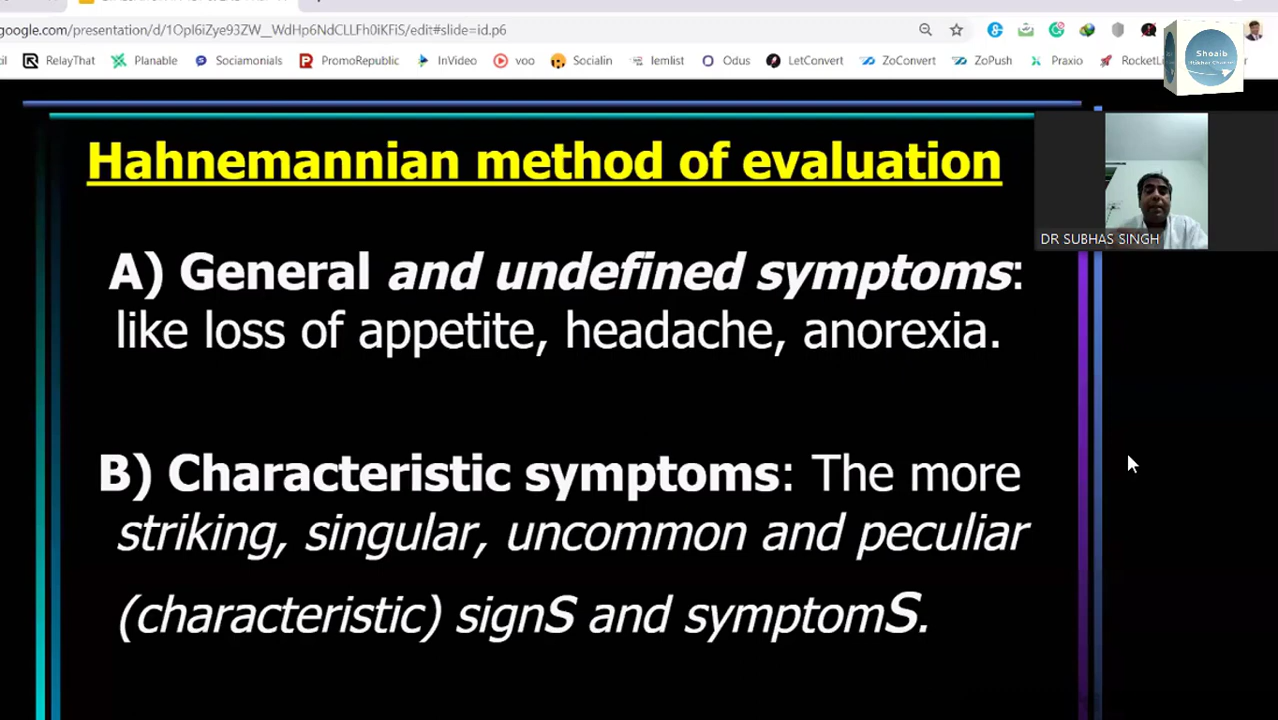 google.com/presentation/d/1Opl6iZye93ZW__WdHp6NdCLLFh0iKFiS/edit#slide=id.p6
RelayThat Planable Sociamonials PromoRepublic InVideo voo Socialin lemlist Odus LetConvert ZoConvert ZoPush Praxio RocketL
Shoaib
Hahnemannian method of evaluation
DR SUBHAS SINGH
A) General and undefined symptoms:
like loss of appetite, headache, anorexia.
B) Characteristic symptoms: The more
striking, singular, uncommon and peculiar
(characteristic) signS and symptomS.